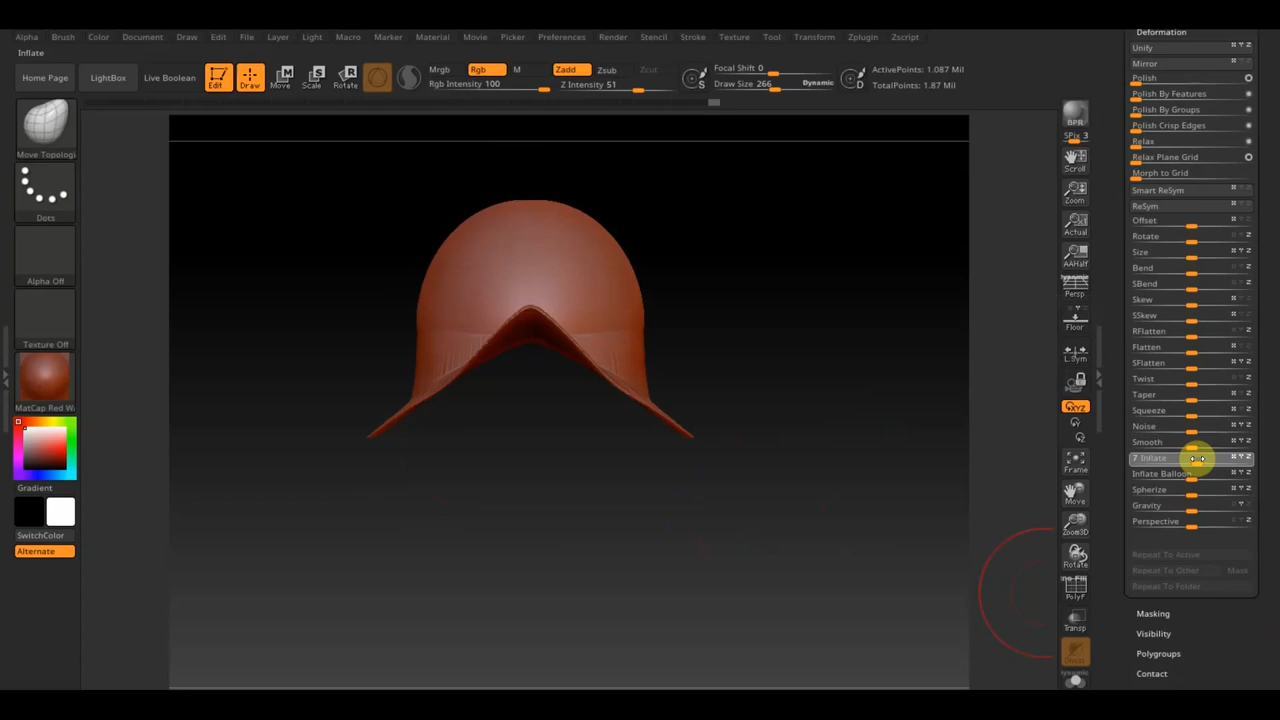 Alpha Brush Color Document Draw Edit File Layer Light Macro Marker Material Movie Picker Preferences Render Stencil Stroke Texture Tool Transform Zplugin Zscript
Inflate
Home Page LightBox Live Boolean Edit Draw Move Scale Rotate
Mrgb Rgb M Zadd Zsub Zcut
Rgb Intensity 100 Z Intensity 51
Focal Shift 0
Draw Size 266 Dynamic
ActivePoints: 1.087 Mil
TotalPoints: 1.87 Mil
S
D
Move Topologi
Dots
Alpha Off
Texture Off
MatCap Red W
Gradient
SwitchColor
Alternate
BPR
SPix 3
Scroll
Zoom
Actual
AAHalf
Dynamic
Persp
Floor
L.Sym
XYZ
Frame
Move
Zoom3D
Rotate
PolyF
Transp
Dynamic
Deformation
Unify
Mirror
Polish
Polish By Features
Polish By Groups
Polish Crisp Edges
Relax
Relax Plane Grid
Morph to Grid
Smart ReSym
ReSym
Offset
Rotate
Size
Bend
SBend
Skew
SSkew
RFlatten
Flatten
SFlatten
Twist
Taper
Squeeze
Noise
Smooth
7 Inflate
Inflate Balloon
Spherize
Gravity
Perspective
Repeat To Active
Repeat To Other Mask
Repeat To Folder
Masking
Visibility
Polygroups
Contact